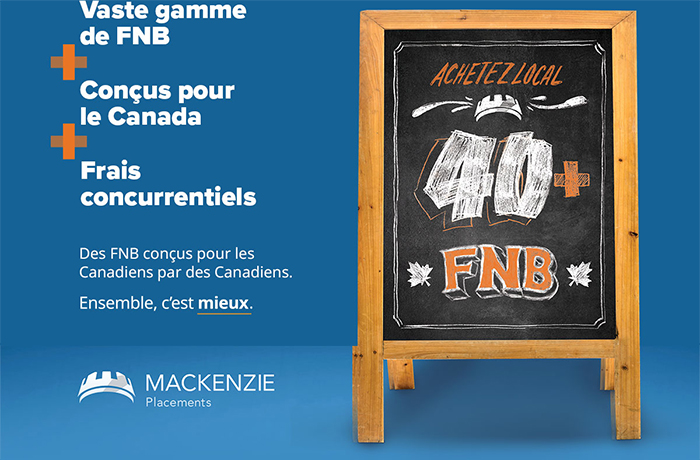 Vaste gamme
de FNB
+
Conçus pour
le Canada
+
Frais
concurrentiels
Des FNB conçus pour les
Canadiens par des Canadiens.
Ensemble, c’est mieux.
MACKENZIE
Placements
ACHETEZ LOCAL
40+
FNB